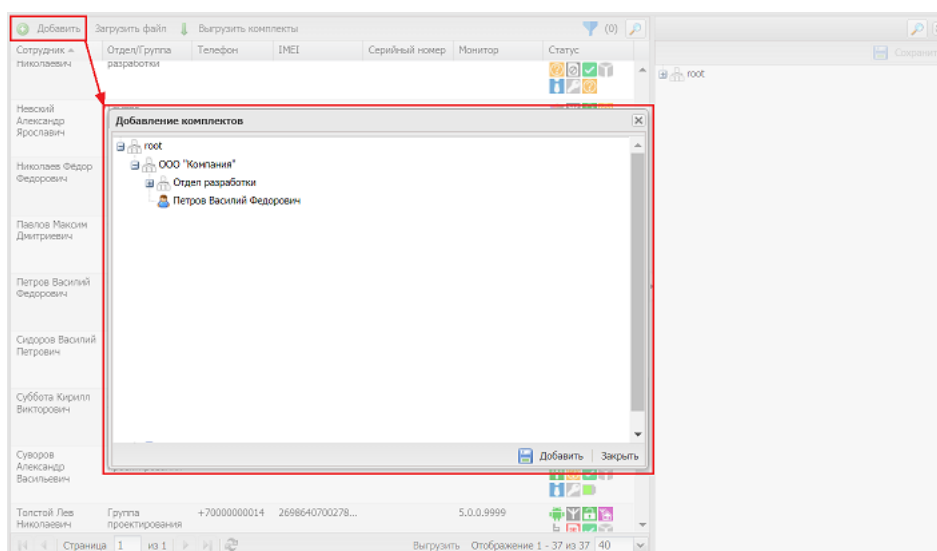 Добавить Загрузить файл Выгрузить комплекты (0)
Сотрудник Отдел/Группа Телефон IMEI Серийный номер Монитор Статус
Сохранить
Николаевич разработки
root
Невский
Александр
Ярославич
Добавление комплектов
root
ООО "Компания"
Отдел разработки
Петров Василий Федорович
Николаев Федор
Федорович
Павлов Максим
Дмитриевич
Петров Василий
Федорович
Сидоров Василий
Петрович
Суббота Кирилл
Викторович
Суворов
Александр
Васильевич
Добавить Закрыть
Толстой Лев Группа +70000000014 2698640700278... 5.0.0.9999
Николаевич проектирования
Страница 1 из 1 Выгрузить Отображение 1 - 37 из 37 40